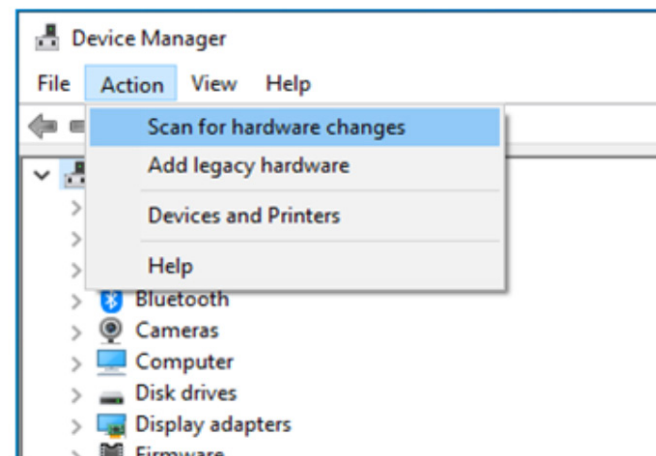 Device Manager
File Action View Help
Scan for hardware changes
Add legacy hardware
Devices and Printers
Help
Bluetooth
Cameras
Computer
Disk drives
Display adapters
Firmware